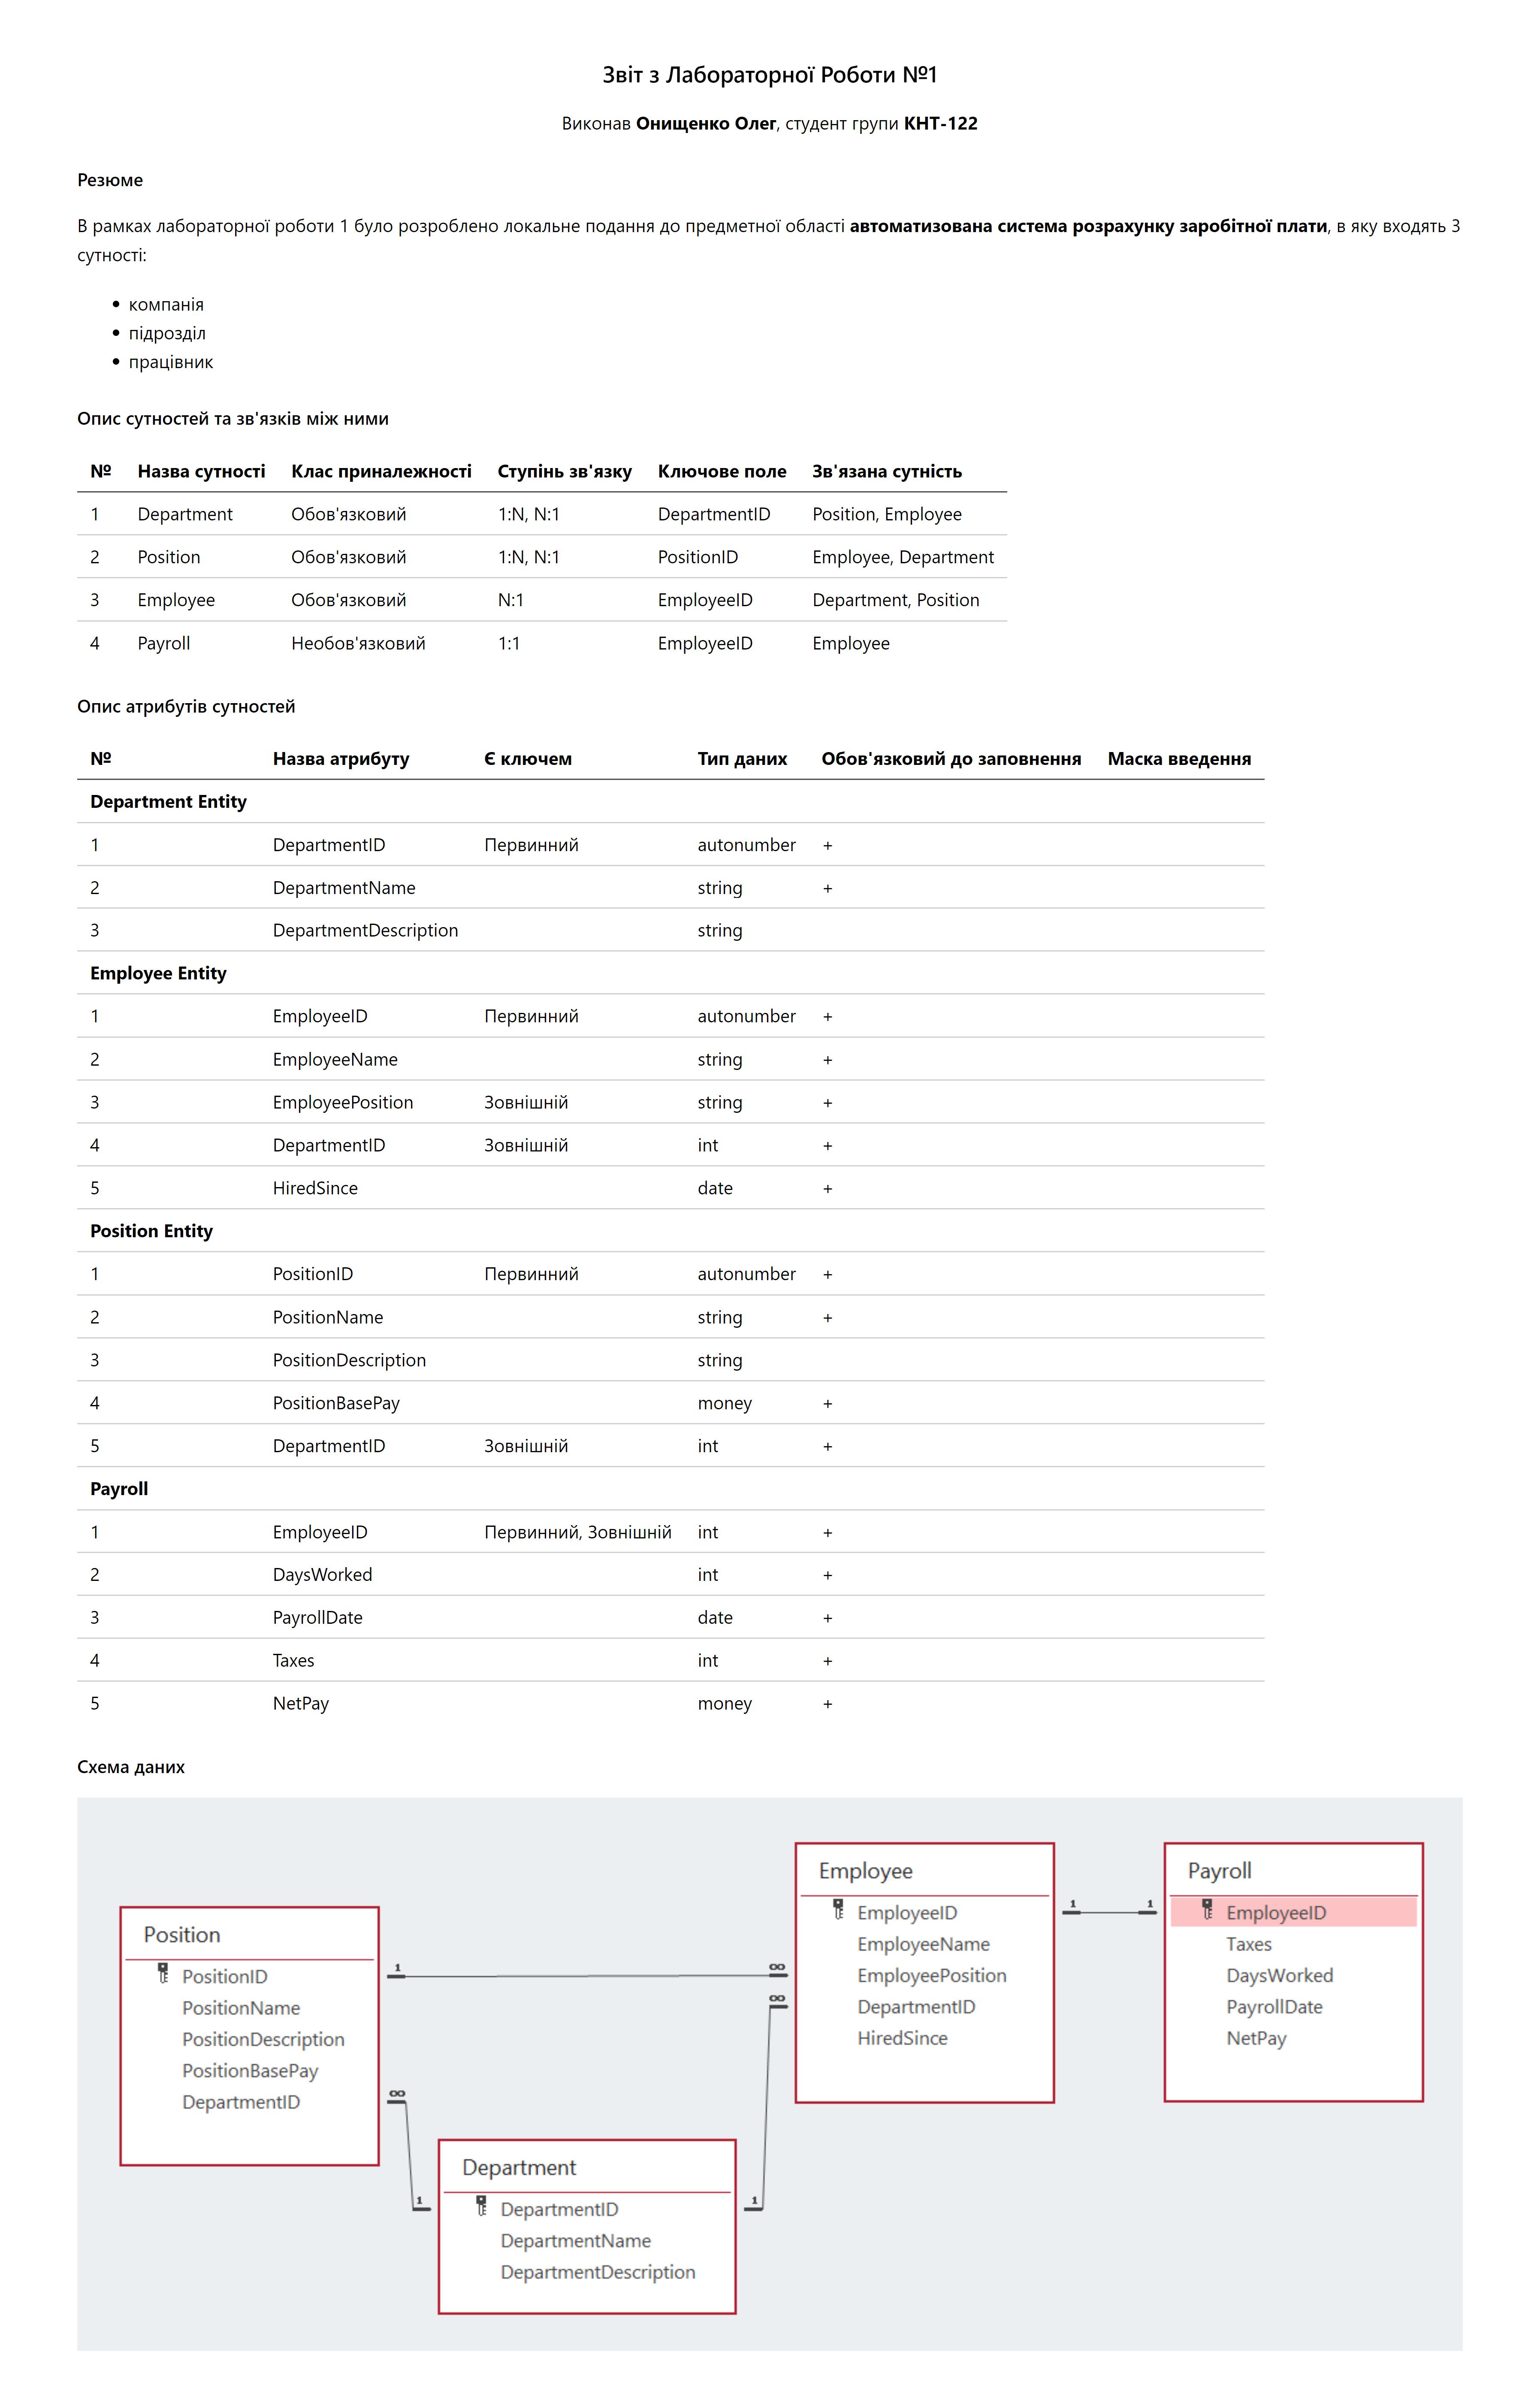 Звіт з Лабораторної Роботи №1
Виконав Онищенко Олег, студент групи КНТ-122
Резюме
В рамках лабораторної роботи 1 було розроблено локальне подання до предметної області автоматизована система розрахунку заробітної плати, в яку входять 3
сутності:
• компанія
• підрозділ
• працівник
Опис сутностей та зв'язків між ними
№ Назва сутності Клас приналежності Ступінь зв'язку Ключове поле Зв'язана сутність
1 Department Обов'язковий 1:N, N:1 DepartmentID Position, Employee
2 Position Обов'язковий 1:N, N:1 PositionID Employee, Department
3 Employee Обов'язковий N:1 EmployeeID Department, Position
4 Payroll Необов'язковий 1:1 EmployeeID Employee
Опис атрибутів сутностей
№ Назва атрибуту Є ключем Тип даних Обов'язковий до заповнення Маска введення
Department Entity
1 DepartmentID Первинний autonumber +
2 DepartmentName string +
3 DepartmentDescription string
Employee Entity
1 EmployeeID Первинний autonumber +
2 EmployeeName string +
3 EmployeePosition Зовнішній string +
4 DepartmentID Зовнішній int +
5 HiredSince date +
Position Entity
1 PositionID Первинний autonumber +
2 PositionName string +
3 PositionDescription string
4 PositionBasePay money +
5 DepartmentID Зовнішній int +
Payroll
1 EmployeeID Первинний, Зовнішній int +
2 DaysWorked int +
3 PayrollDate date +
4 Taxes int +
5 NetPay money +
Схема даних
Position
PositionID
PositionName
PositionDescription
PositionBasePay
DepartmentID
1 ∞
∞ 1
Department
DepartmentID
DepartmentName
DepartmentDescription
1 ∞
Employee
EmployeeID
EmployeeName
EmployeePosition
DepartmentID
HiredSince
1 1
Payroll
EmployeeID
Taxes
DaysWorked
PayrollDate
NetPay